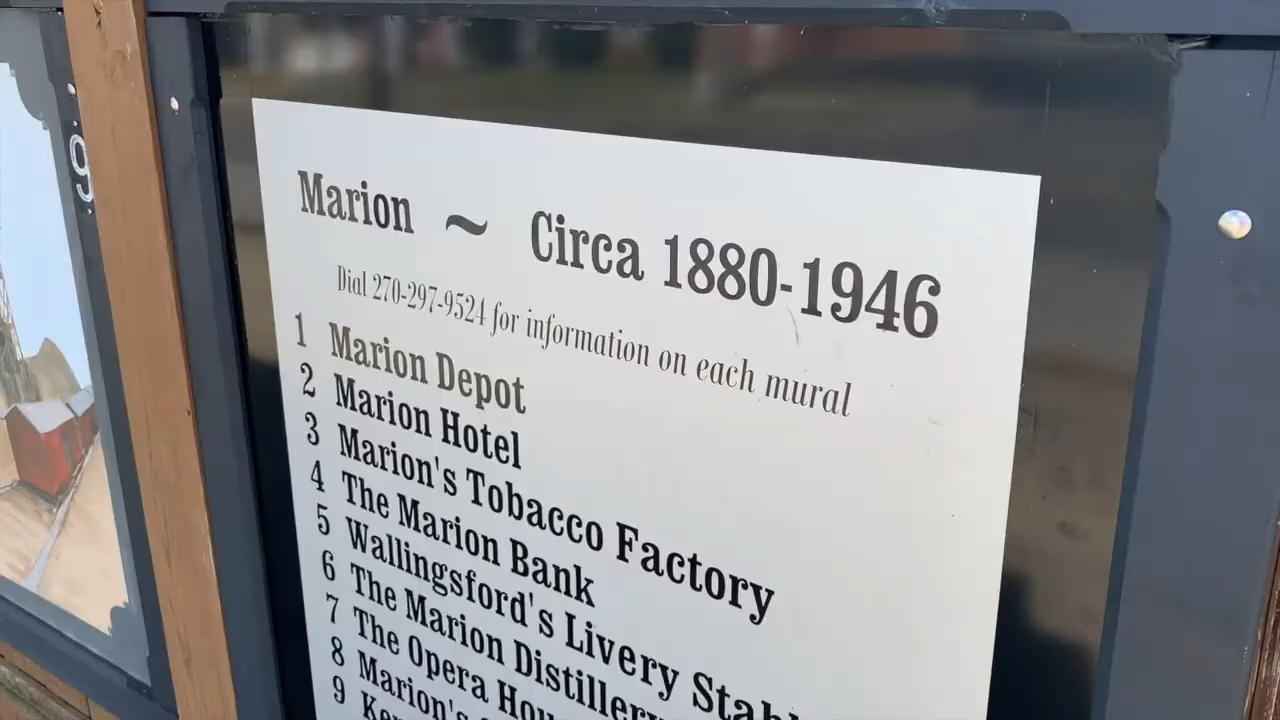 9
Marion ~ Circa 1880-1946
Dial 270-297-9524 for information on each mural
1 Marion Depot
2 Marion Hotel
3 Marion's Tobacco Factory
4 The Marion Bank
5 Wallingsford's Livery
6 The Marion Distillery
7 The Opera
8 Marion's
9